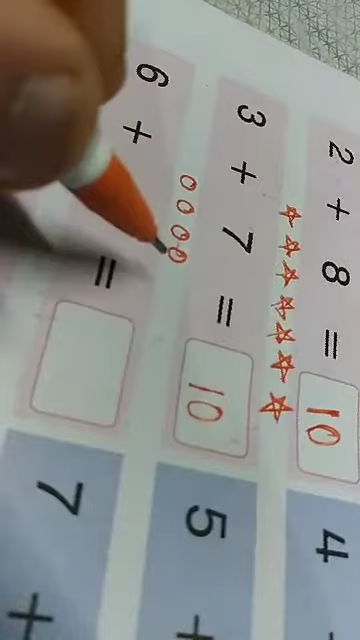 2 + 8 = 10
3 + 7 = 10
6 + =
4
5 +
7 +